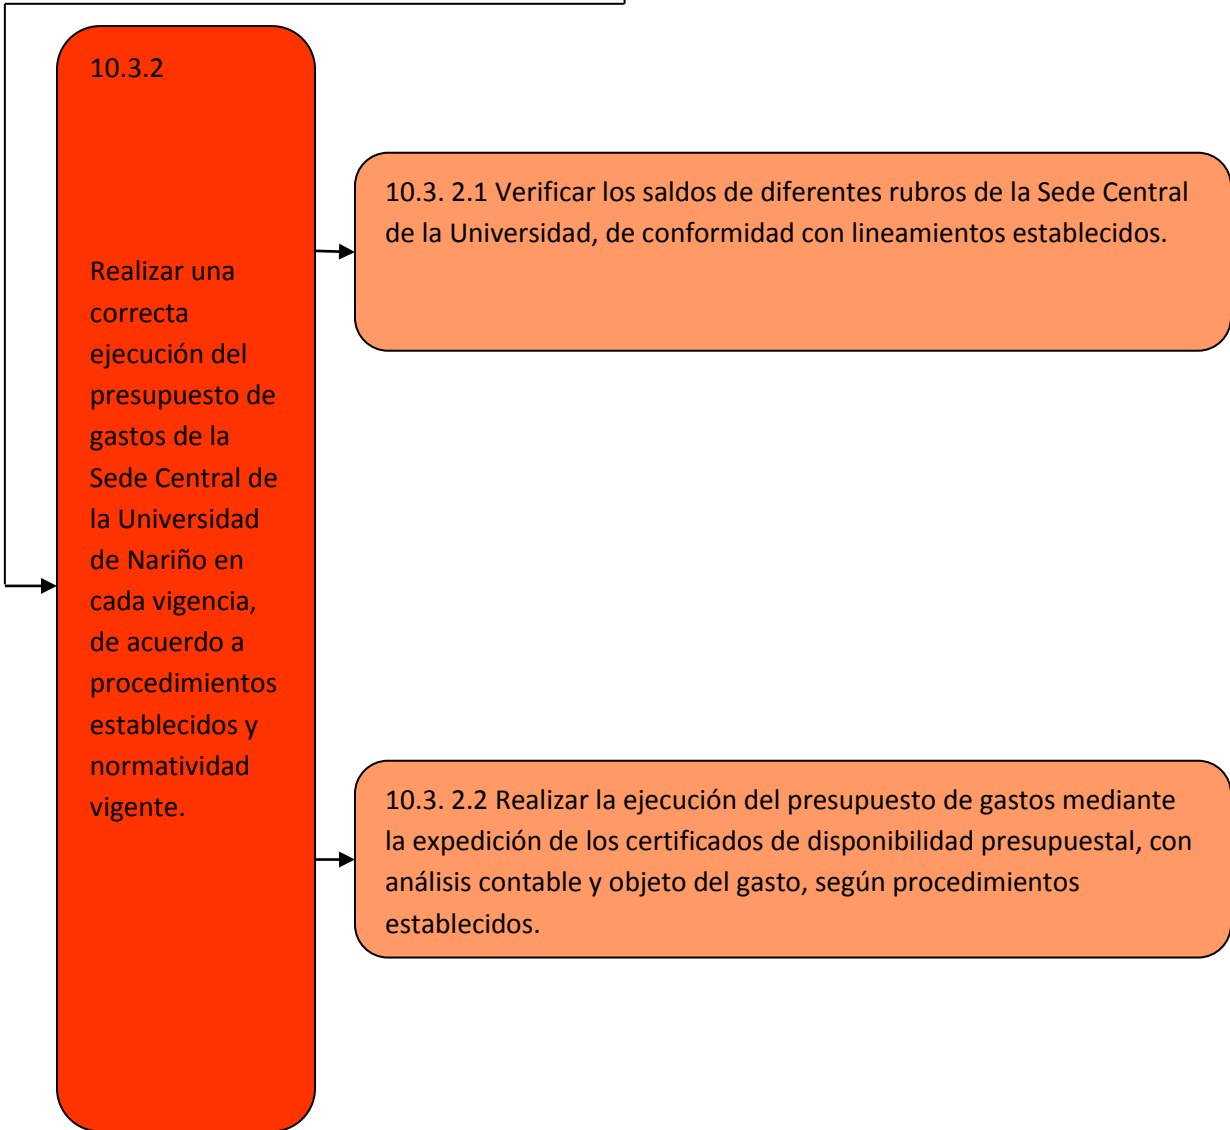 10.3.2
Realizar una
correcta
ejecución del
presupuesto de
gastos de la
Sede Central de
la Universidad
de Nariño en
cada vigencia,
de acuerdo a
procedimientos
establecidos y
normatividad
vigente.
10.3. 2.1 Verificar los saldos de diferentes rubros de la Sede Central
de la Universidad, de conformidad con lineamientos establecidos.
10.3. 2.2 Realizar la ejecución del presupuesto de gastos mediante
la expedición de los certificados de disponibilidad presupuestal, con
análisis contable y objeto del gasto, según procedimientos
establecidos.